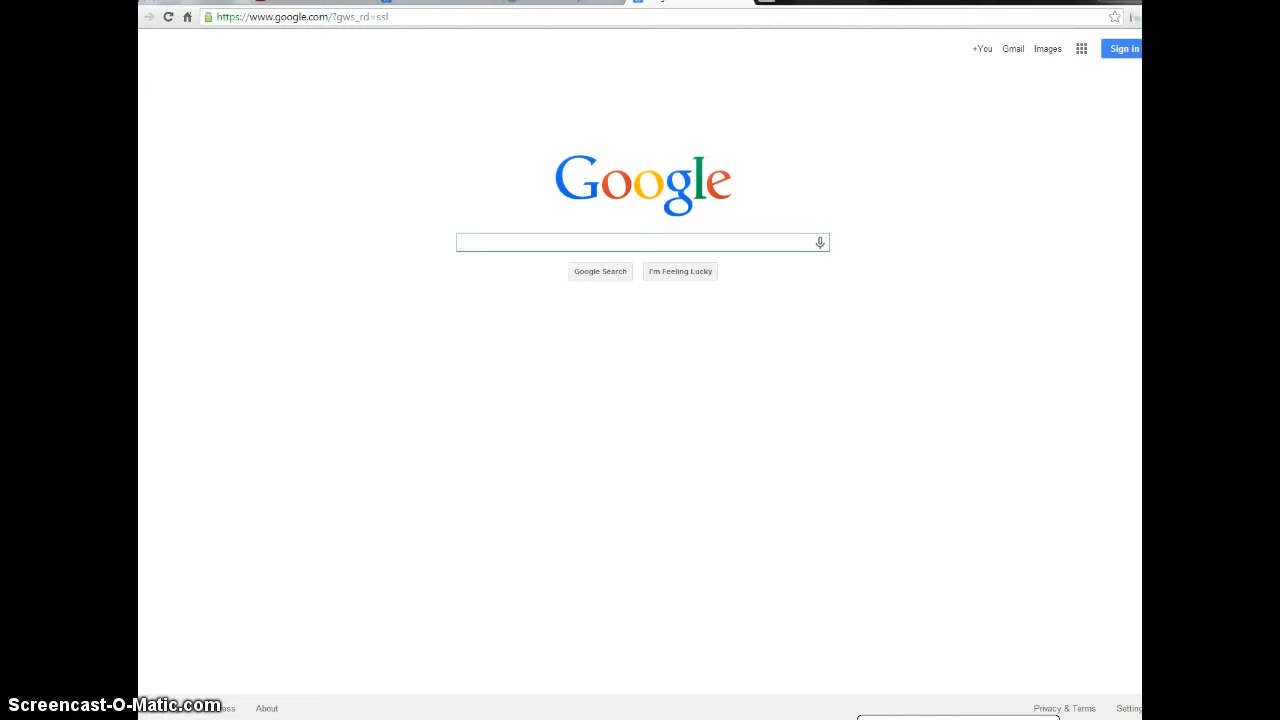 https://www.google.com/?gws_rd=ssl
+You Gmail Images Sign in
Google
Google Search I'm Feeling Lucky
Screencast-O-Matic.com
About Privacy & Terms